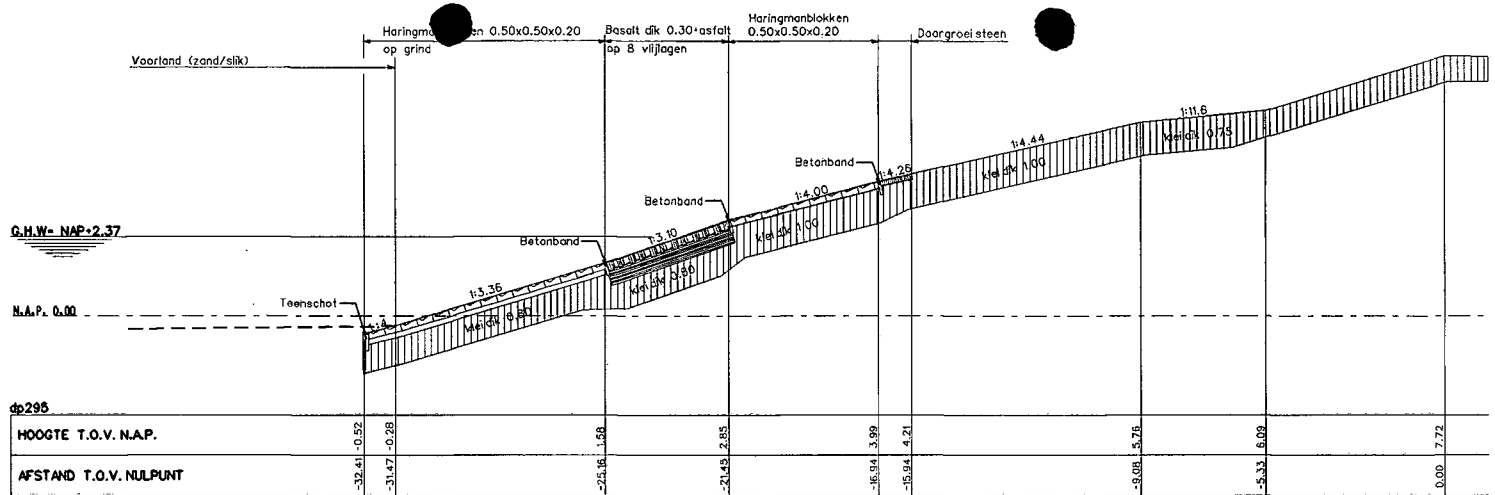 Haringma en 0.50x0.50x0.20
op grind
Basalt dik 0.30+asfalt
op 8 vlijlagen
Haringmanblokken
0.50x0.50x0.20
Doorgroeisteen
Voorland (zand/slik)
1:11.6
klei dik 0.75
1:4.44
klei dik 1.00
Betonband
1:4.26
1:4.00
klei dik 1.00
Betonband
G.H.W= NAP+2.37
1:3.10
klei dik 0.80
Betonband
1:3.36
klei dik 0.80
Teenschot
1:4
N.A.P. 0.00
dp295
HOOGTE T.O.V. N.A.P. -0.52 -0.28 1.58 2.85 3.99 4.21 5.76 6.09 7.72
AFSTAND T.O.V. NULPUNT -32.41 -31.47 -25.16 -21.45 -16.94 -15.94 -9.08 -5.33 0.00